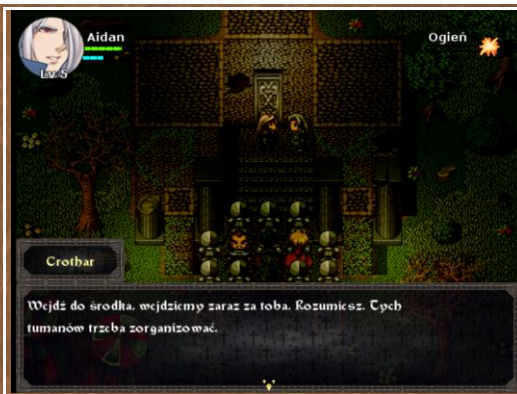 Aidan
Ogień
Lv 5
Crothar
Wejdź do środka, wejdziemy zaraz za tobą. Rozumiesz. Tych
tumanów trzeba zorganizować.